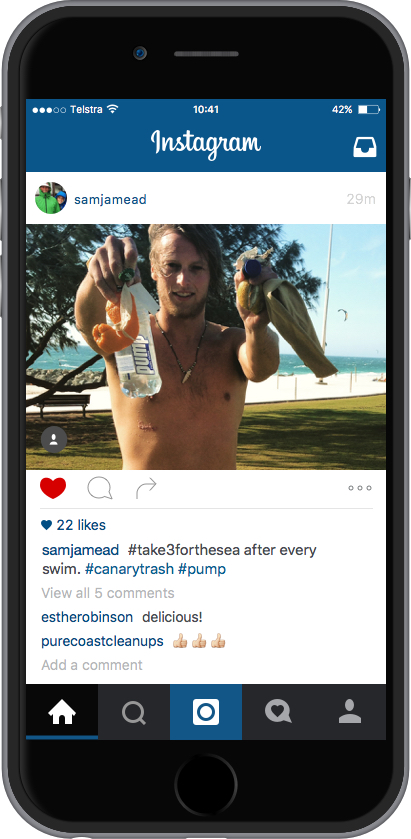 Telstra 10:41 42%
Instagram
samjamead 29m
PUMP
22 likes
samjamead #take3forthesea after every
swim. #canarytrash #pump
View all 5 comments
estherobinson delicious!
purecoastcleanups 👍🏼👍🏼👍🏼
Add a comment